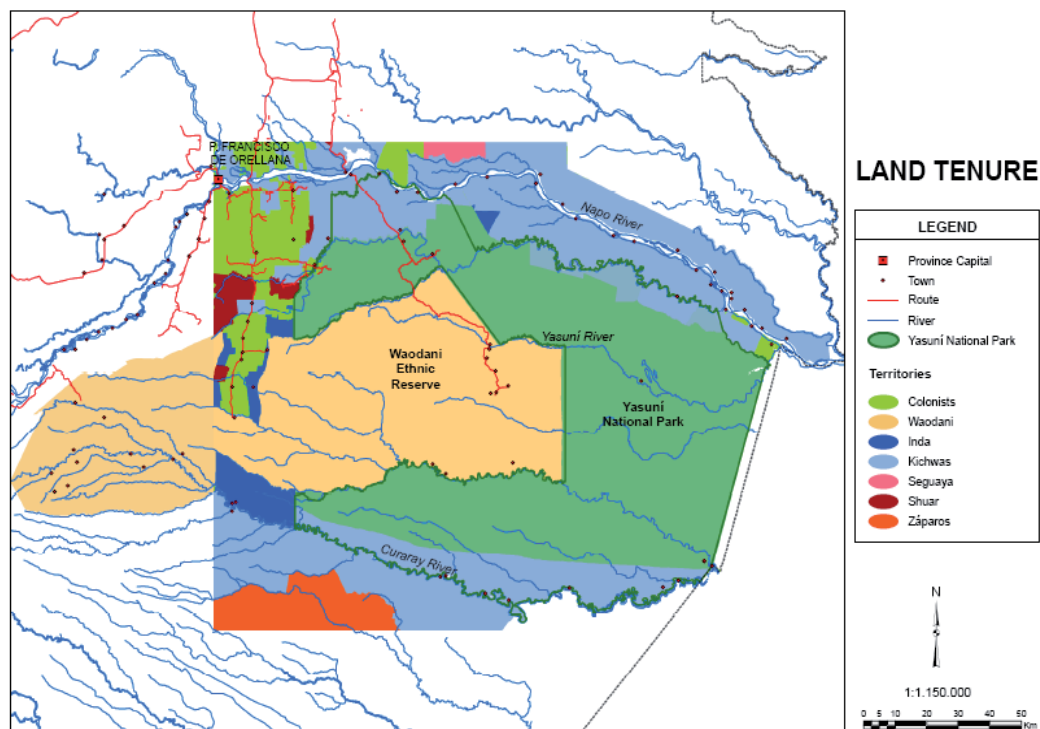 P. FRANCISCO
DE ORELLANA
Napo River
Yasuní River
Waodani
Ethnic
Reserve
Yasuní
National Park
Curaray River
LAND TENURE
LEGEND
Province Capital
Town
Route
River
Yasuní National Park
Territories
Colonists
Waodani
Inda
Kichwas
Seguaya
Shuar
Záparos
N
1:1.150.000
0 5 10 20 30 40 50
Km